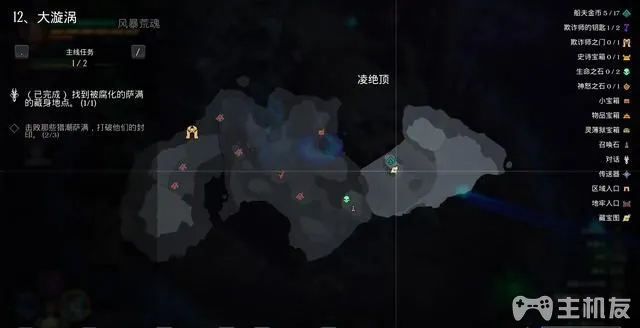 12、大漩涡
风暴荒魂
主线任务
1/2
(已完成) 找到被腐化的萨满
的藏身地点。(1/1)
击败那些猎潮萨满,打破他们的封
印。(2/3)
凌绝顶
船夫金币 5/17
欺诈师的钥匙 1/2
欺诈师之门 0/1
史诗宝箱 0/1
生命之石 0/2
神怒之石 0/1
小宝箱
物品宝箱
灵薄狱宝箱
召唤石
对话
传送器
区域入口
地牢入口
藏宝图
主机友